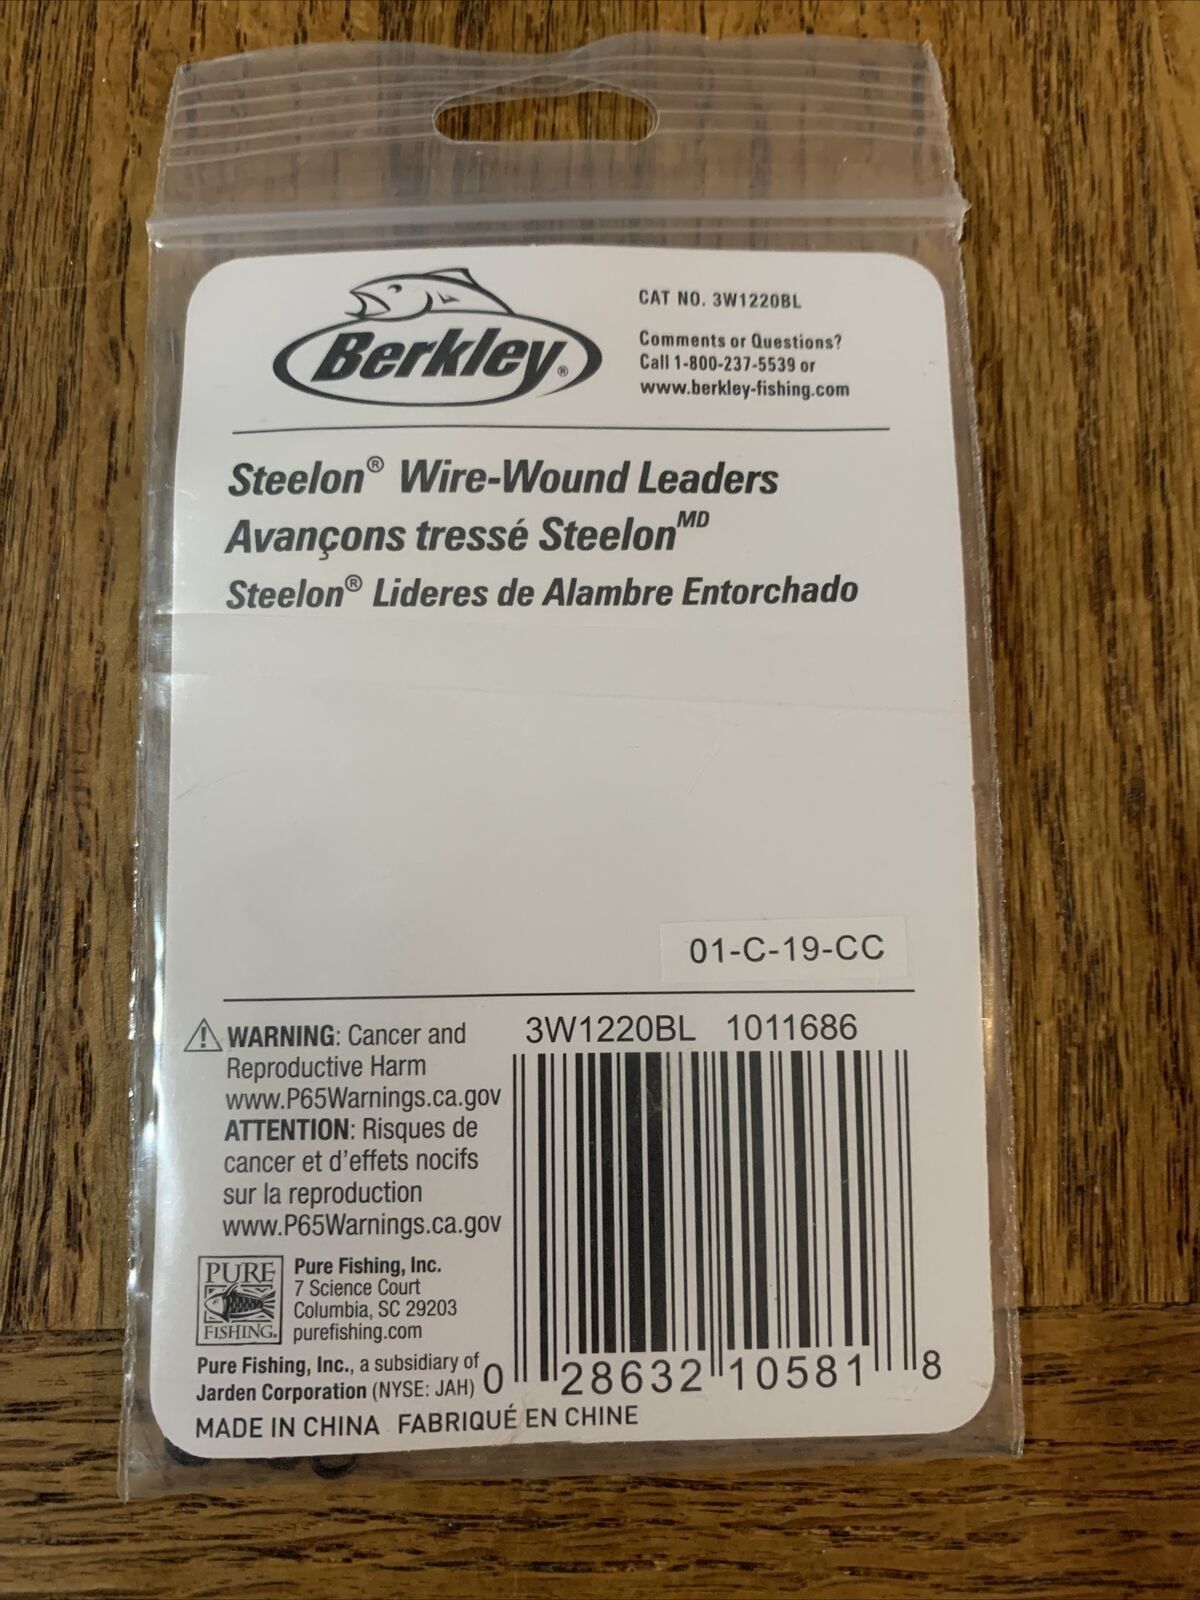 Berkley®
CAT NO. 3W1220BL
Comments or Questions?
Call 1-800-237-5539 or
www.berkley-fishing.com
Steelon® Wire-Wound Leaders
Avançons tressé Steelon MD
Steelon® Lideres de Alambre Entorchado
01-C-19-CC
⚠ WARNING: Cancer and
Reproductive Harm
www.P65Warnings.ca.gov
ATTENTION: Risques de
cancer et d'effets nocifs
sur la reproduction
www.P65Warnings.ca.gov
3W1220BL 1011686
0 28632 10581 8
PURE
FISHING®
Pure Fishing, Inc.
7 Science Court
Columbia, SC 29203
purefishing.com
Pure Fishing, Inc., a subsidiary of
Jarden Corporation (NYSE: JAH)
MADE IN CHINA FABRIQUÉ EN CHINE